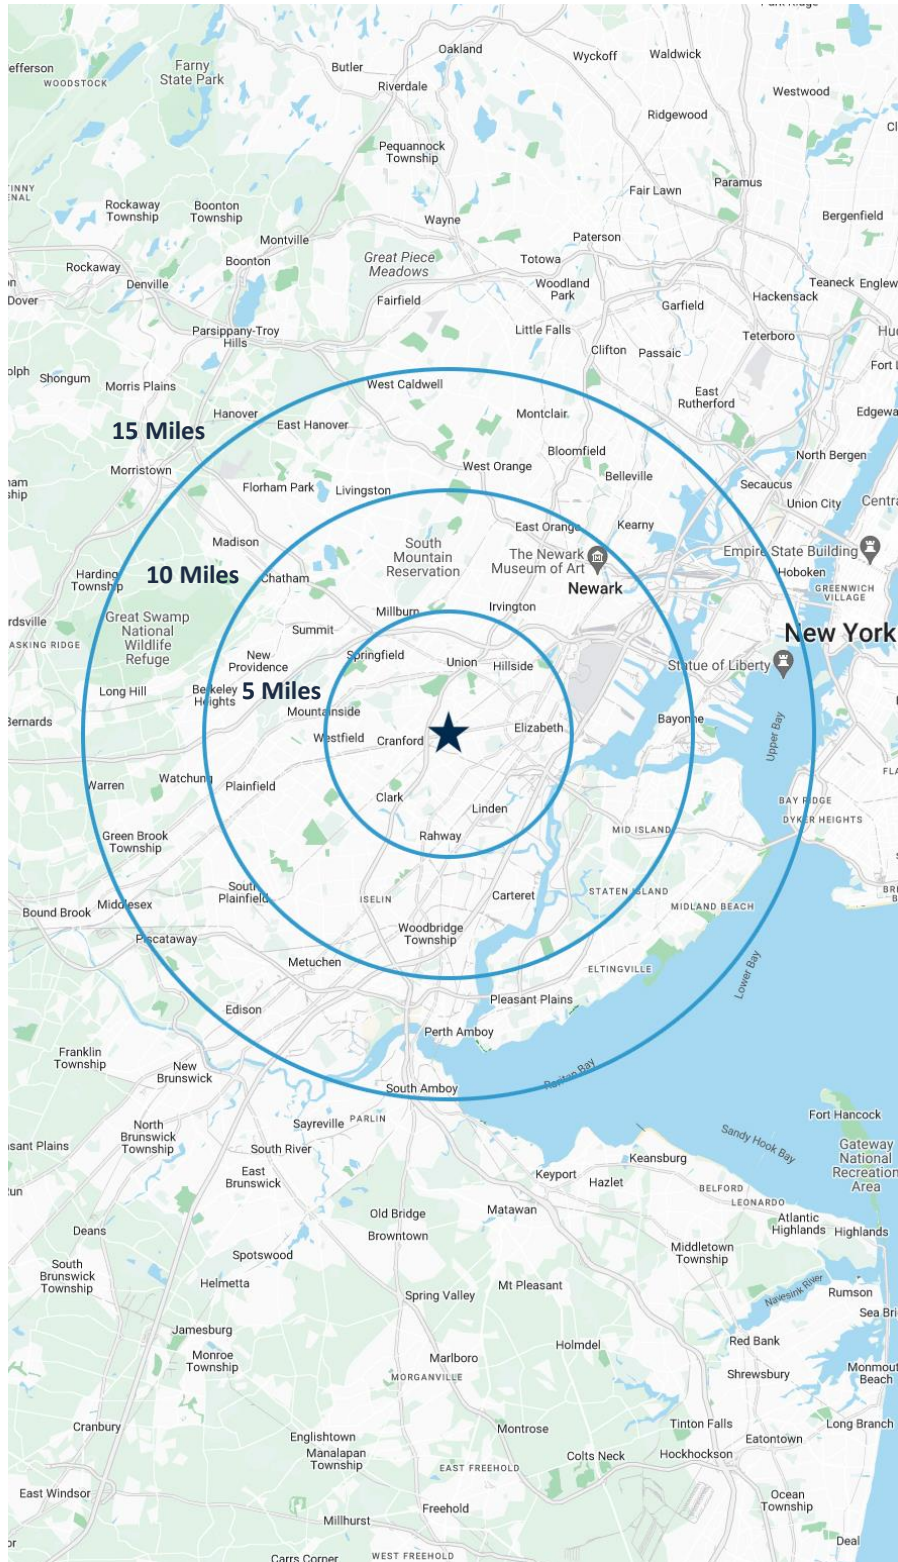 Oakland
Wyckoff
Waldwick
Farny
State Park
Butler
WOODSTOCK
Riverdale
Westwood
Ridgewood
Pequannock
Township
Paramus
Fair Lawn
Rockaway
Township
Boonton
Township
Wayne
Bergenfield
Montville
Paterson
Great Piece
Meadows
Boonton
Totowa
Rockaway
Denville
Woodland
Park
Teaneck
Englew
Hackensack
Dover
Fairfield
Garfield
Parsippany-Troy
Hills
Little Falls
Teterboro
Clifton
Passaic
Shongum
Morris Plains
West Caldwell
East
Rutherford
Hanover
East Hanover
Montclair
Edgewa
15 Miles
Bloomfield
North Bergen
Morristown
West Orange
Belleville
Secaucus
Florham Park
Livingston
Union City
East Orange
Kearny
Madison
South
Mountain
Reservation
The Newark
Museum of Art
Empire State Building
Harding
Township
10 Miles
Chatham
Newark
Hoboken
GREENWICH
VILLAGE
Great Swamp
National
Wildlife
Refuge
Millburn
Irvington
Summit
New York
ASKING RIDGE
New
Providence
Springfield
Union
Hillside
Statue of Liberty
Long Hill
Berkeley
Heights
5 Miles
Mountainside
Bayonne
Bernards
Westfield
Cranford
Elizabeth
Upper Bay
Warren
Watchung
Plainfield
Clark
Linden
BAY RIDGE
DYKER HEIGHTS
Green Brook
Township
Rahway
MID ISLAND
South
Plainfield
ISELIN
Carteret
STATEN ISLAND
MIDLAND BEACH
Bound Brook
Middlesex
Woodbridge
Township
Piscataway
Metuchen
ELTINGVILLE
Lower Bay
Edison
Pleasant Plains
Perth Amboy
Franklin
Township
New
Brunswick
South Amboy
Raritan Bay
North
Brunswick
Township
Sayreville
PARLIN
Fort Hancock
Sandy Hook Bay
South River
Keansburg
Gateway
National
Recreation
Area
East
Brunswick
Keyport
Hazlet
BELFORD
LEONARDO
Old Bridge
Matawan
Atlantic
Highlands
Highlands
Deans
Browntown
Middletown
Township
Spotswood
South
Brunswick
Township
Helmetta
Mt Pleasant
Spring Valley
Navesink River
Rumson
Jamesburg
Holmdel
Red Bank
Monroe
Township
Marlboro
MORGANVILLE
Shrewsbury
Monmout
Beach
Cranbury
Montrose
Tinton Falls
Long Branch
Englishtown
Manalapan
Township
Colts Neck
Hockhockson
Eatontown
EAST FREEHOLD
East Windsor
Freehold
Ocean
Township
Millhurst
Deal
Carrs Corner
WEST FREEHOLD